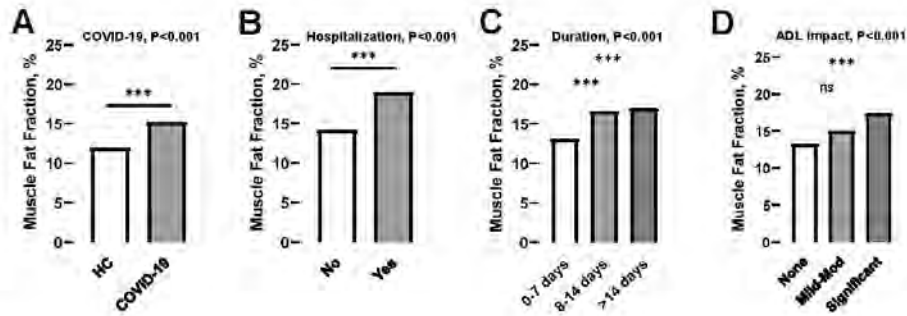 A
COVID-19, P<0.001
Muscle Fat Fraction, %
25
20
15
10
5
0
***
HC
COVID-19
B
Hospitalization, P<0.001
Muscle Fat Fraction, %
25
20
15
10
5
0
***
No
Yes
C
Duration, P<0.001
Muscle Fat Fraction, %
25
20
15
10
5
0
***
***
0-7 days
8-14 days
>14 days
D
ADL impact, P<0.001
Muscle Fat Fraction, %
25
20
15
10
5
0
***
ns
None
Mild-Mod
Significant